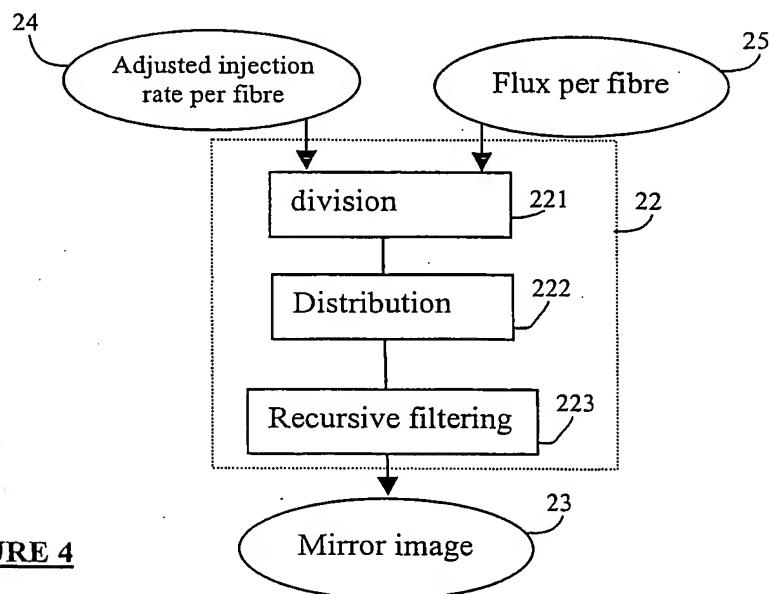 24
Adjusted injection
rate per fibre
25
Flux per fibre
division
221
22
Distribution
222
Recursive filtering
223
23
Mirror image
URE 4